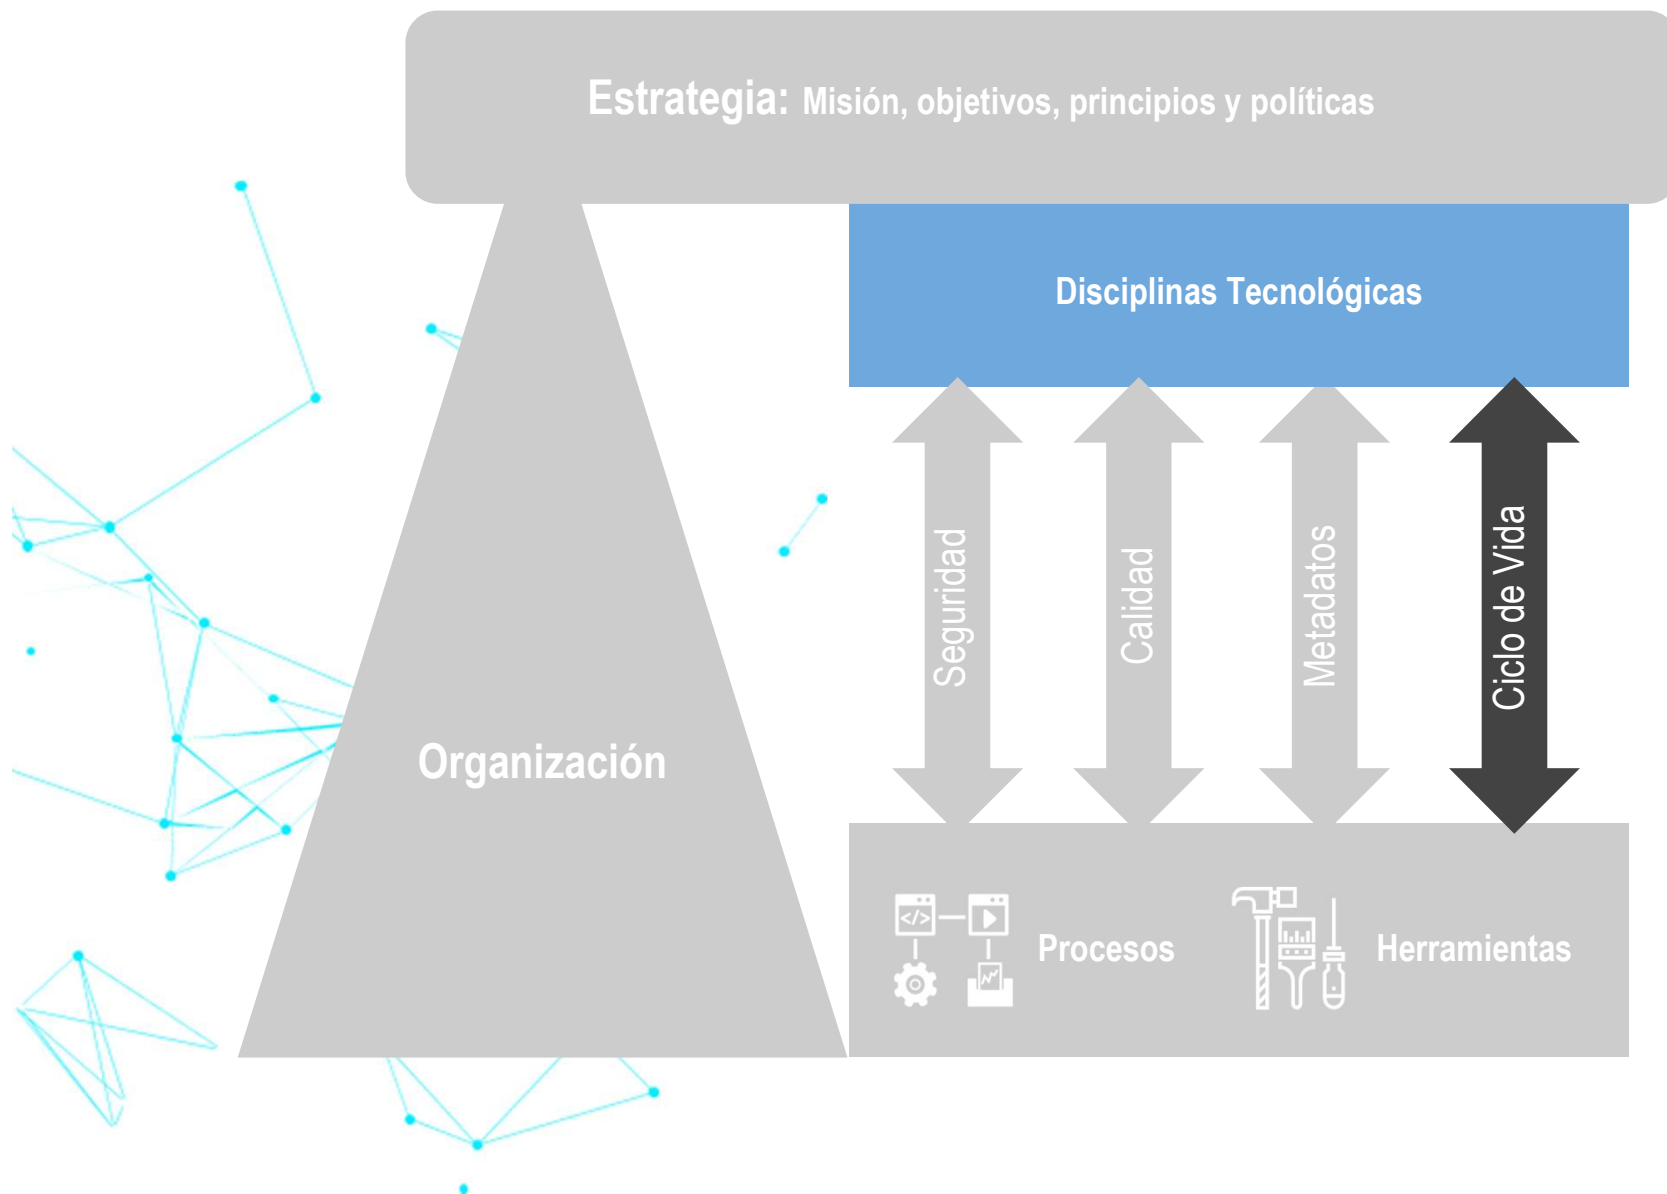 Estrategia: Misión, objetivos, principios y políticas
Disciplinas Tecnológicas
Seguridad
Calidad
Metadatos
Ciclo de Vida
Organización
</>
Procesos
Herramientas